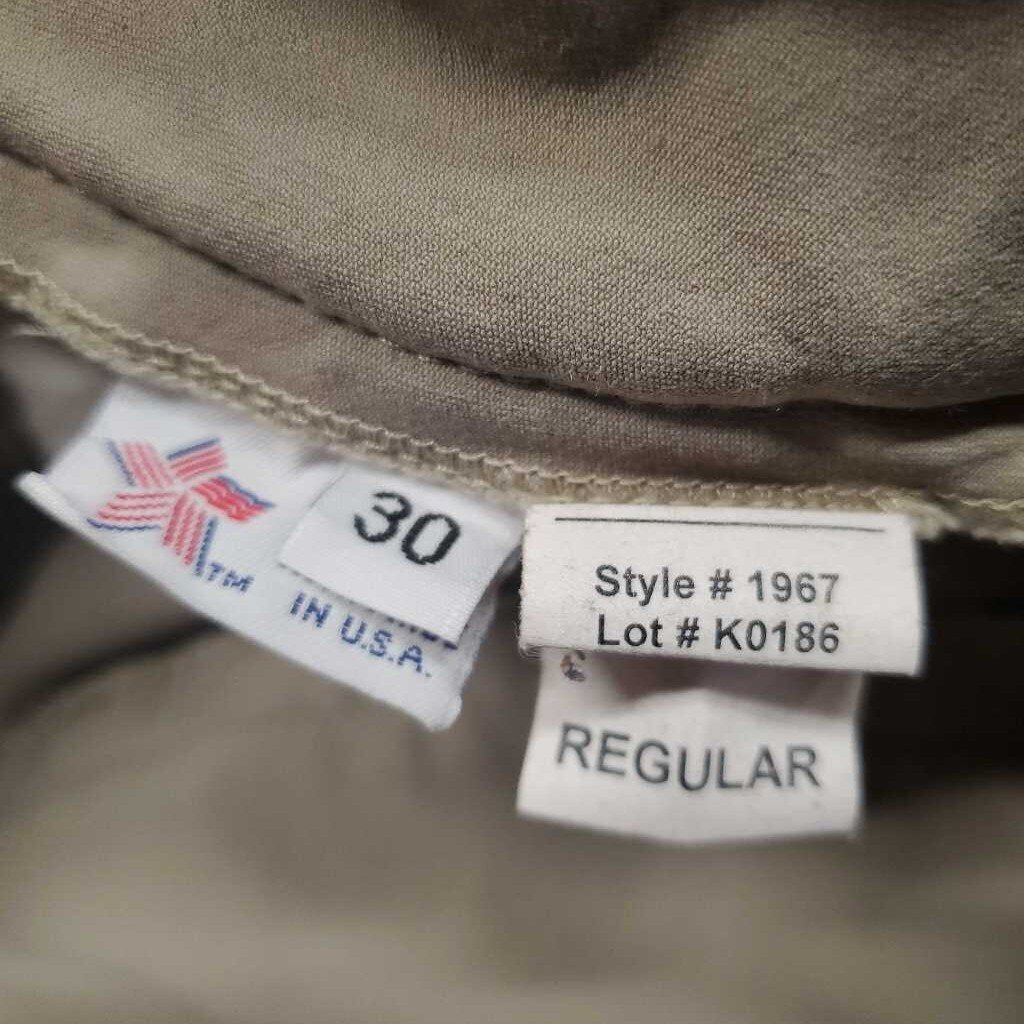 30
TM
IN U.S.A.
Style # 1967
Lot # K0186
REGULAR